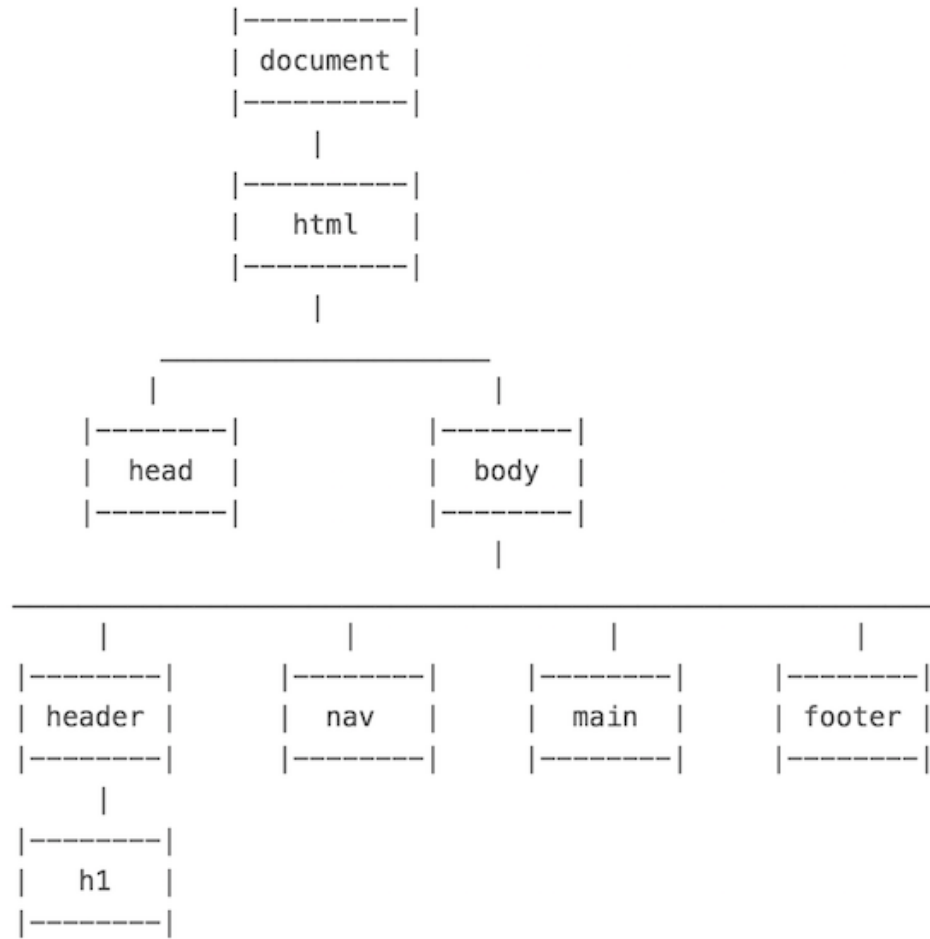 document
html
head body
header nav main footer
h1